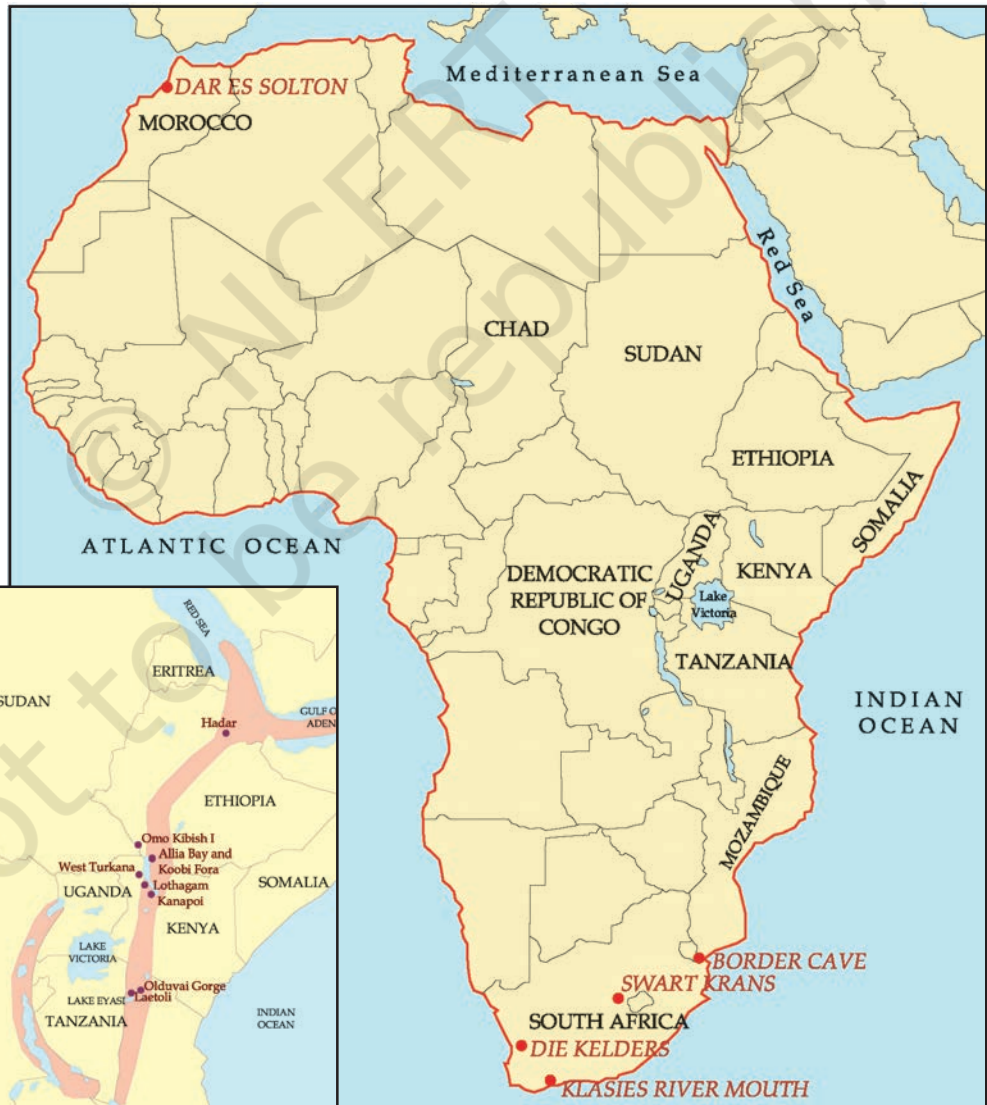 Mediterranean Sea
DAR ES SOLTON
MOROCCO
Red Sea
CHAD
SUDAN
ETHIOPIA
SOMALIA
ATLANTIC OCEAN
UGANDA
KENYA
DEMOCRATIC
REPUBLIC OF
CONGO
Lake
Victoria
TANZANIA
INDIAN
OCEAN
MOZAMBIQUE
BORDER CAVE
SWART KRANS
SOUTH AFRICA
DIE KELDERS
KLASIES RIVER MOUTH
RED SEA
ERITREA
SUDAN
GULF O
ADEN
Hadar
ETHIOPIA
Omo Kibish I
Allia Bay and
Koobi Fora
West Turkana
Lothagam
UGANDA
Kanapoi
SOMALIA
KENYA
LAKE
VICTORIA
Olduvai Gorge
LAKE EYASI
Laetoli
TANZANIA
INDIAN
OCEAN
© NCERT
not to be republish